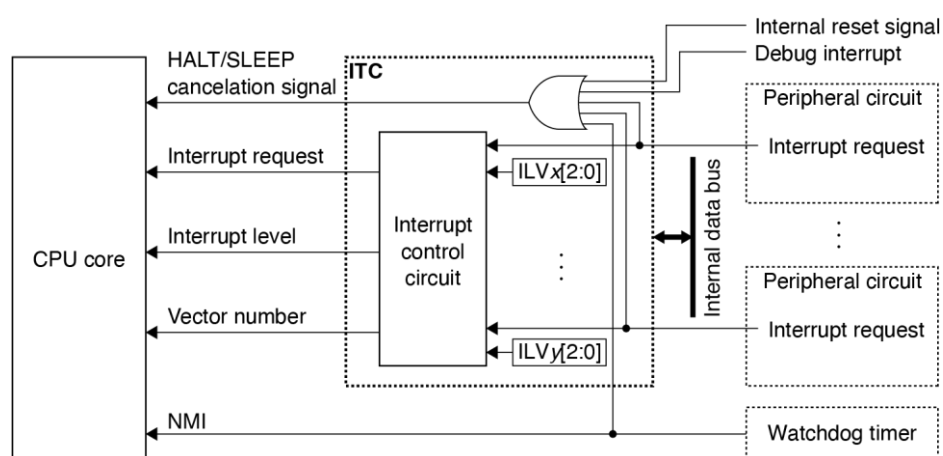 Internal reset signal
Debug interrupt
HALT/SLEEP
cancelation signal
ITC
Peripheral circuit
Interrupt request
Interrupt request
ILVx[2:0]
Interrupt level
Interrupt
control
circuit
CPU core
Internal data bus
Peripheral circuit
Vector number
Interrupt request
ILVy[2:0]
NMI
Watchdog timer